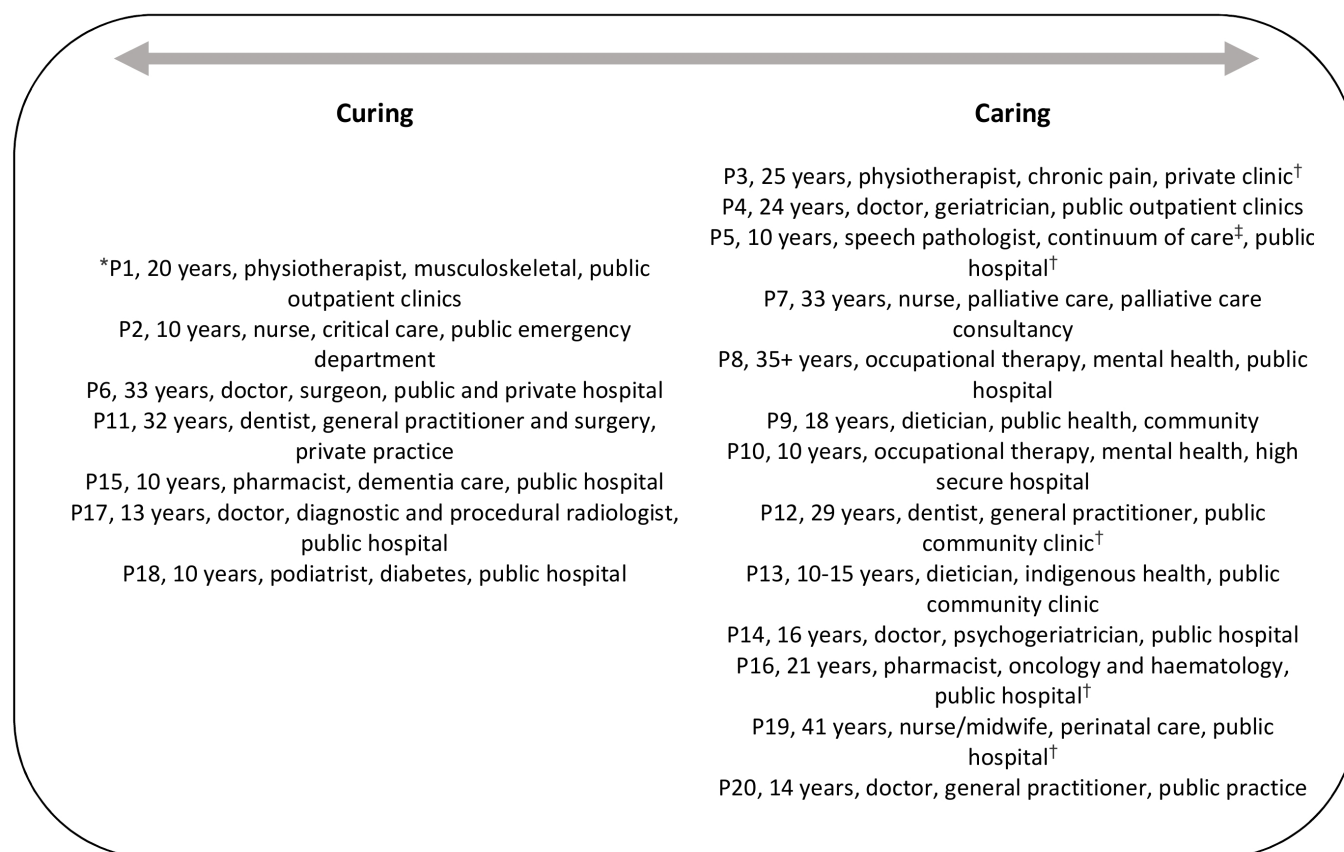 Curing
*P1, 20 years, physiotherapist, musculoskeletal, public
outpatient clinics
P2, 10 years, nurse, critical care, public emergency
department
P6, 33 years, doctor, surgeon, public and private hospital
P11, 32 years, dentist, general practitioner and surgery,
private practice
P15, 10 years, pharmacist, dementia care, public hospital
P17, 13 years, doctor, diagnostic and procedural radiologist,
public hospital
P18, 10 years, podiatrist, diabetes, public hospital
Caring
P3, 25 years, physiotherapist, chronic pain, private clinic†
P4, 24 years, doctor, geriatrician, public outpatient clinics
P5, 10 years, speech pathologist, continuum of care‡, public
hospital†
P7, 33 years, nurse, palliative care, palliative care
consultancy
P8, 35+ years, occupational therapy, mental health, public
hospital
P9, 18 years, dietician, public health, community
P10, 10 years, occupational therapy, mental health, high
secure hospital
P12, 29 years, dentist, general practitioner, public
community clinic†
P13, 10-15 years, dietician, indigenous health, public
community clinic
P14, 16 years, doctor, psychogeriatrician, public hospital
P16, 21 years, pharmacist, oncology and haematology,
public hospital†
P19, 41 years, nurse/midwife, perinatal care, public
hospital†
P20, 14 years, doctor, general practitioner, public practice